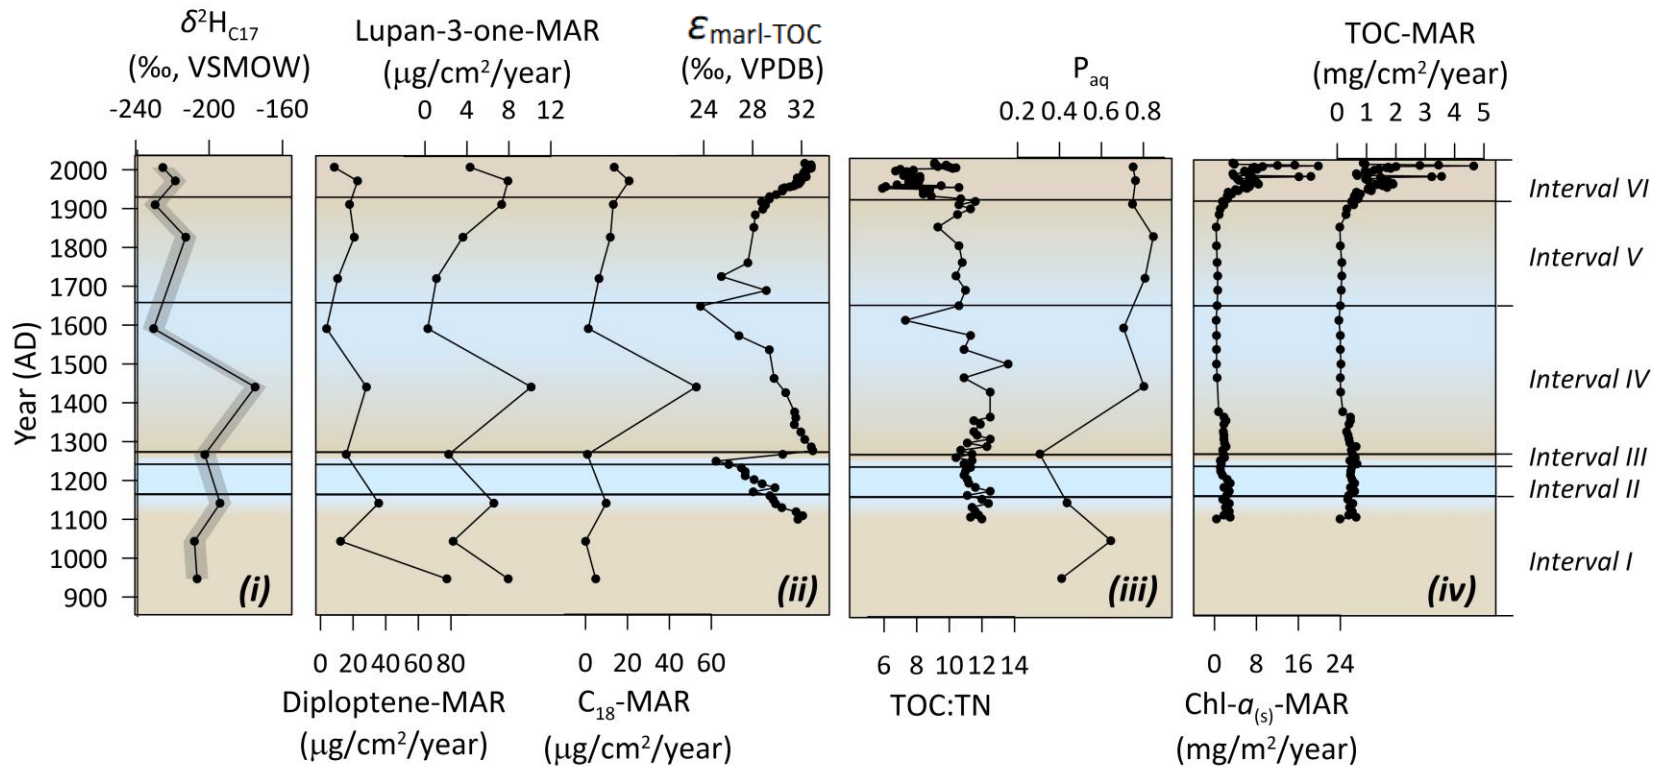 δ²H_C17
(‰, VSMOW)
-240 -200 -160
Lupan-3-one-MAR
(μg/cm²/year)
0 4 8 12
ε_marl-TOC
(‰, VPDB)
24 28 32
P_aq
0.2 0.4 0.6 0.8
TOC-MAR
(mg/cm²/year)
0 1 2 3 4 5
Year (AD)
2000
1900
1800
1700
1600
1500
1400
1300
1200
1100
1000
900
(i)
(ii)
(iii)
(iv)
Interval VI
Interval V
Interval IV
Interval III
Interval II
Interval I
0 20 40 60 80
Diploptene-MAR
(μg/cm²/year)
0 20 40 60
C₁₈-MAR
(μg/cm²/year)
6 8 10 12 14
TOC:TN
0 8 16 24
Chl-a₍ₛ₎-MAR
(mg/m²/year)